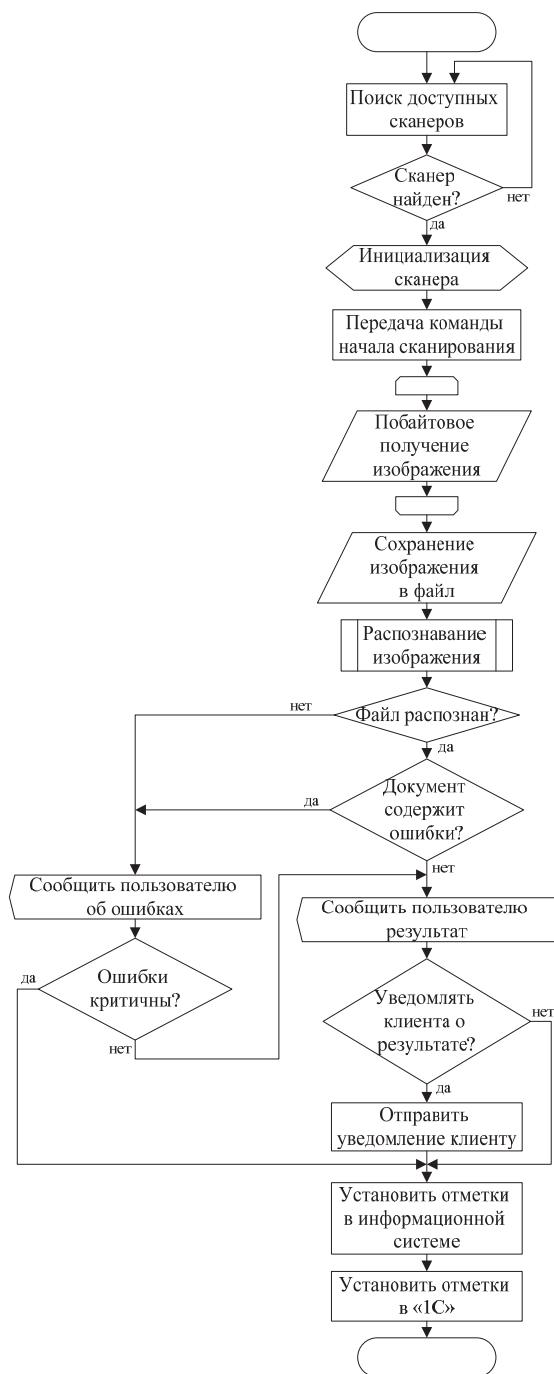 Поиск доступных
сканеров
Сканер
найден?
нет
да
Инициализация
сканера
Передача команды
начала сканирования
Побайтовое
получение
изображения
Сохранение
изображения
в файл
Распознавание
изображения
нет
Файл распознан?
да
да
Документ
содержит
ошибки?
нет
Сообщить пользователю
об ошибках
Сообщить пользователю
результат
да
Ошибки
критичны?
нет
Уведомлять
клиента о
результате?
нет
да
Отправить
уведомление клиенту
Установить отметки
в информационной
системе
Установить отметки
в «1С»